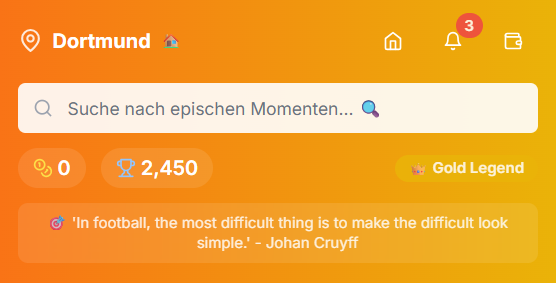 Dortmund 🏠
3
Suche nach epischen Momenten... 🔍
0
2,450
👑 Gold Legend
🎯 'In football, the most difficult thing is to make the difficult look
simple.' - Johan Cruyff